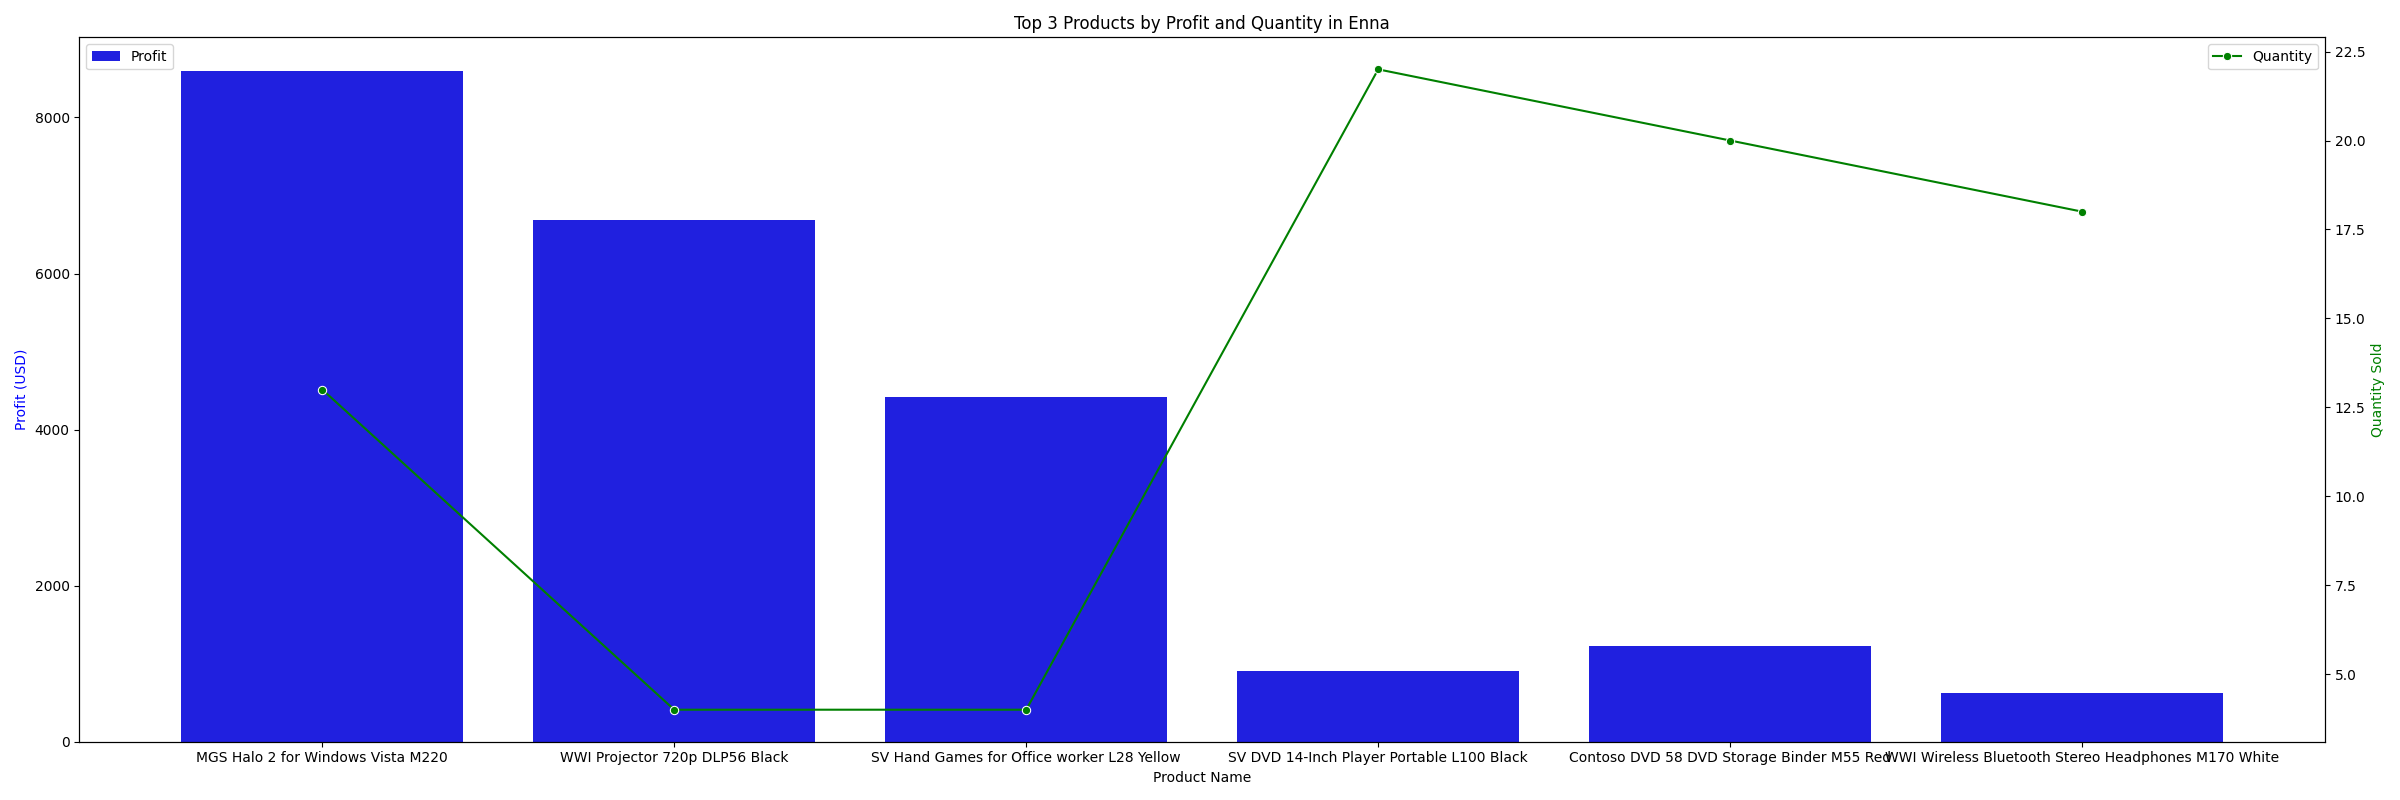 Top 3 Products by Profit and Quantity in Enna
Profit
Quantity
8000
6000
4000
2000
0
Profit (USD)
22.5
20.0
17.5
15.0
12.5
10.0
7.5
5.0
Quantity Sold
MGS Halo 2 for Windows Vista M220
WWI Projector 720p DLP56 Black
SV Hand Games for Office worker L28 Yellow
SV DVD 14-Inch Player Portable L100 Black
Contoso DVD 58 DVD Storage Binder M55 Red
WWI Wireless Bluetooth Stereo Headphones M170 White
Product Name